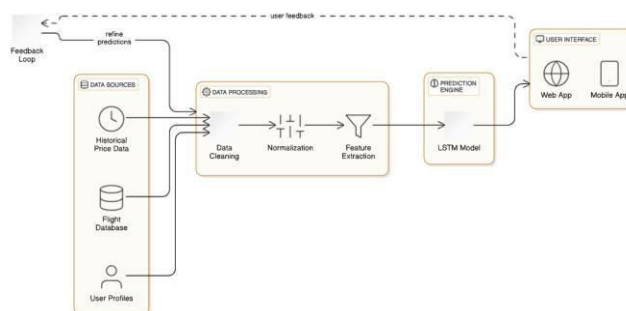 user feedback
Feedback
Loop
refine
predictions
USER INTERFACE
Web App
Mobile App
DATA SOURCES
DATA PROCESSING
PREDICTION
ENGINE
Historical
Price Data
Data
Cleaning
Normalization
Feature
Extraction
LSTM Model
Flight
Database
User Profiles